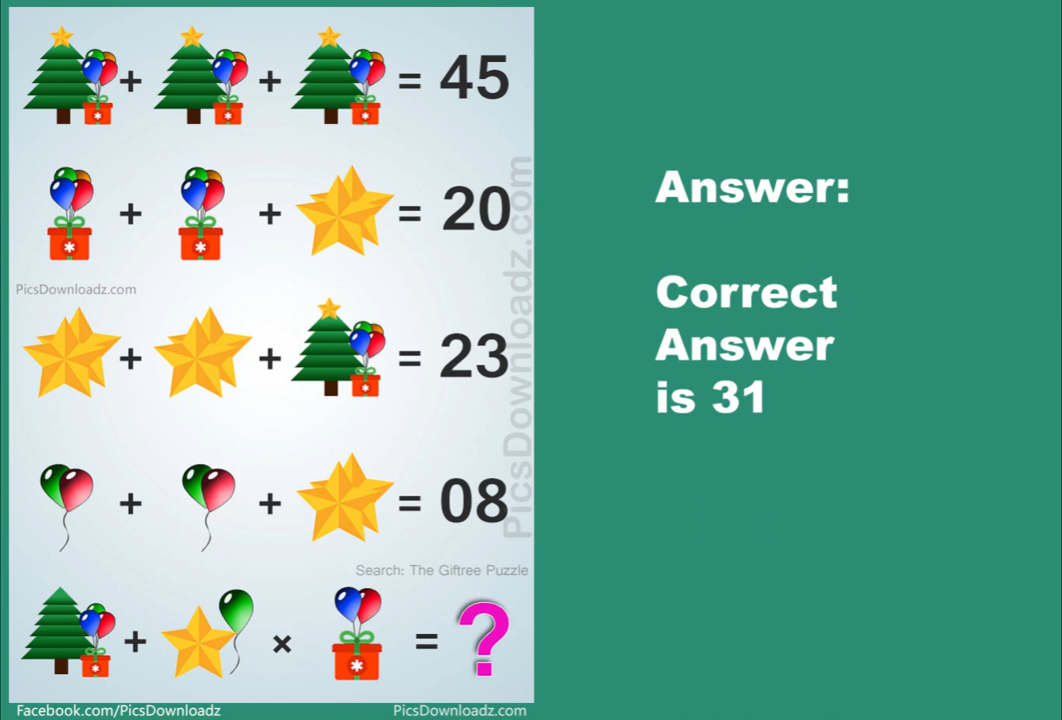 + + = 45
+ + = 20
PicsDownloadz.com
+ + = 23
+ + = 08
Search: The Giftree Puzzle
+ × = ?
PicsDownloadz.com
Facebook.com/PicsDownloadz
PicsDownloadz.com
Answer:
Correct
Answer
is 31